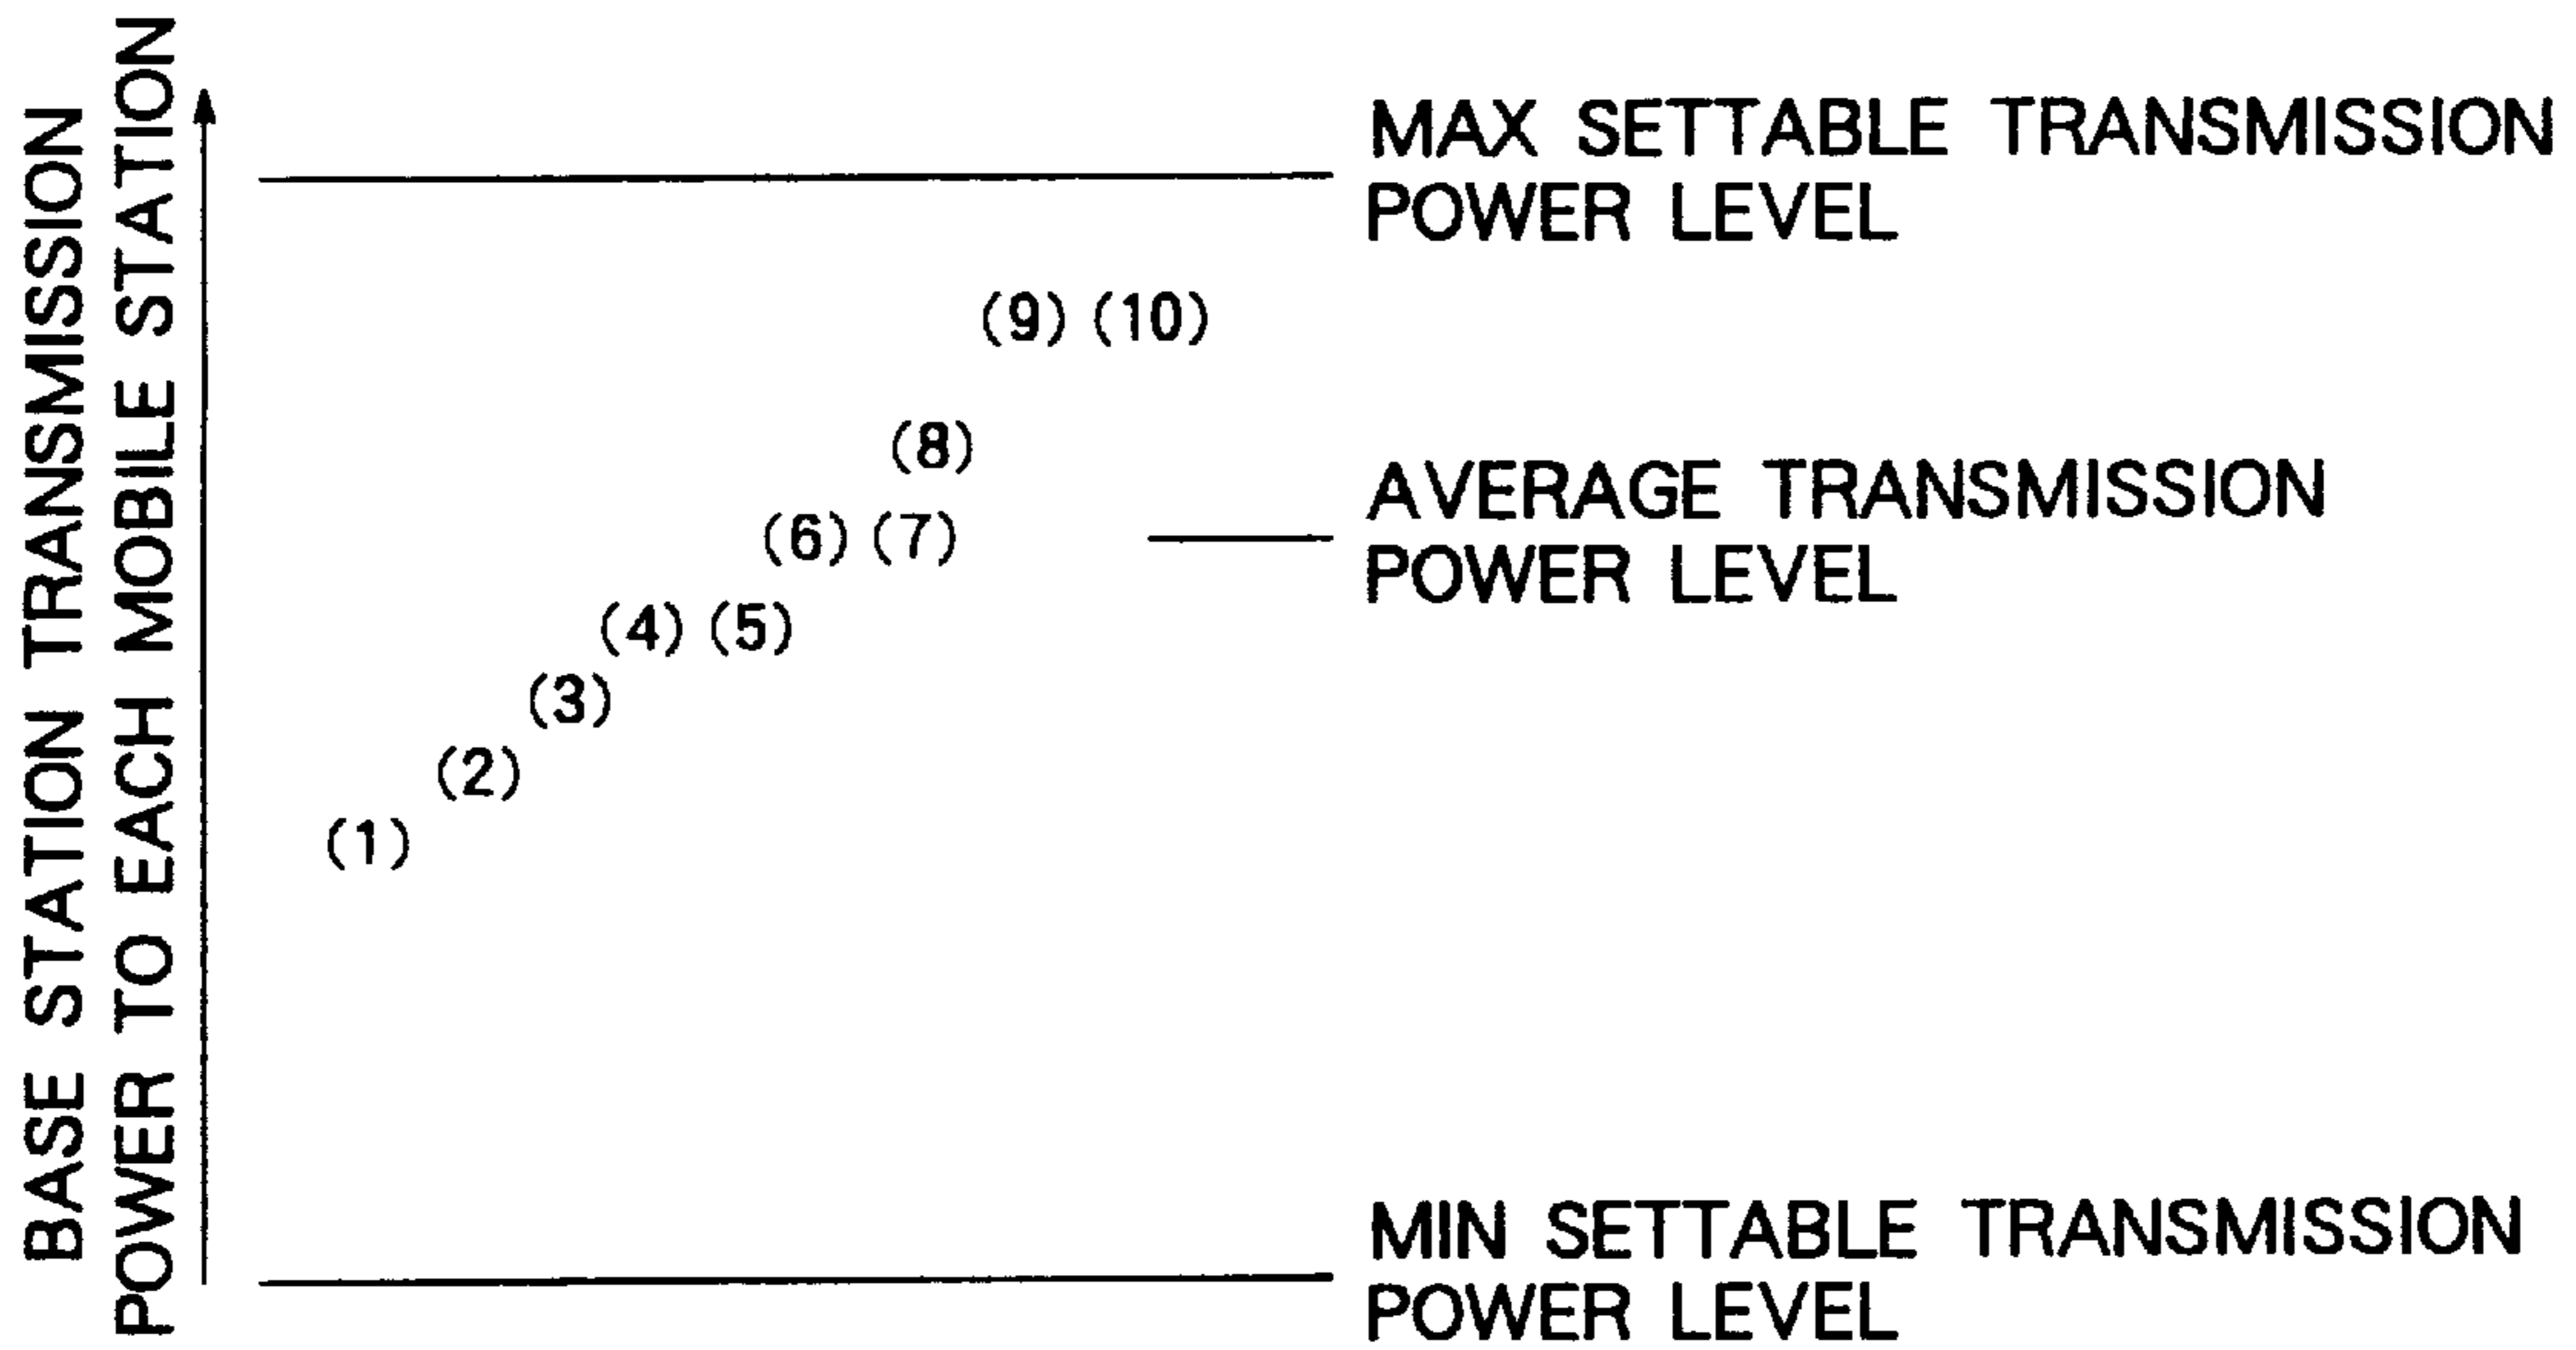 BASE STATION TRANSMISSION
POWER TO EACH MOBILE STATION
MAX SETTABLE TRANSMISSION
POWER LEVEL
(9) (10)
(8)
AVERAGE TRANSMISSION
POWER LEVEL
(6) (7)
(4) (5)
(3)
(2)
(1)
MIN SETTABLE TRANSMISSION
POWER LEVEL